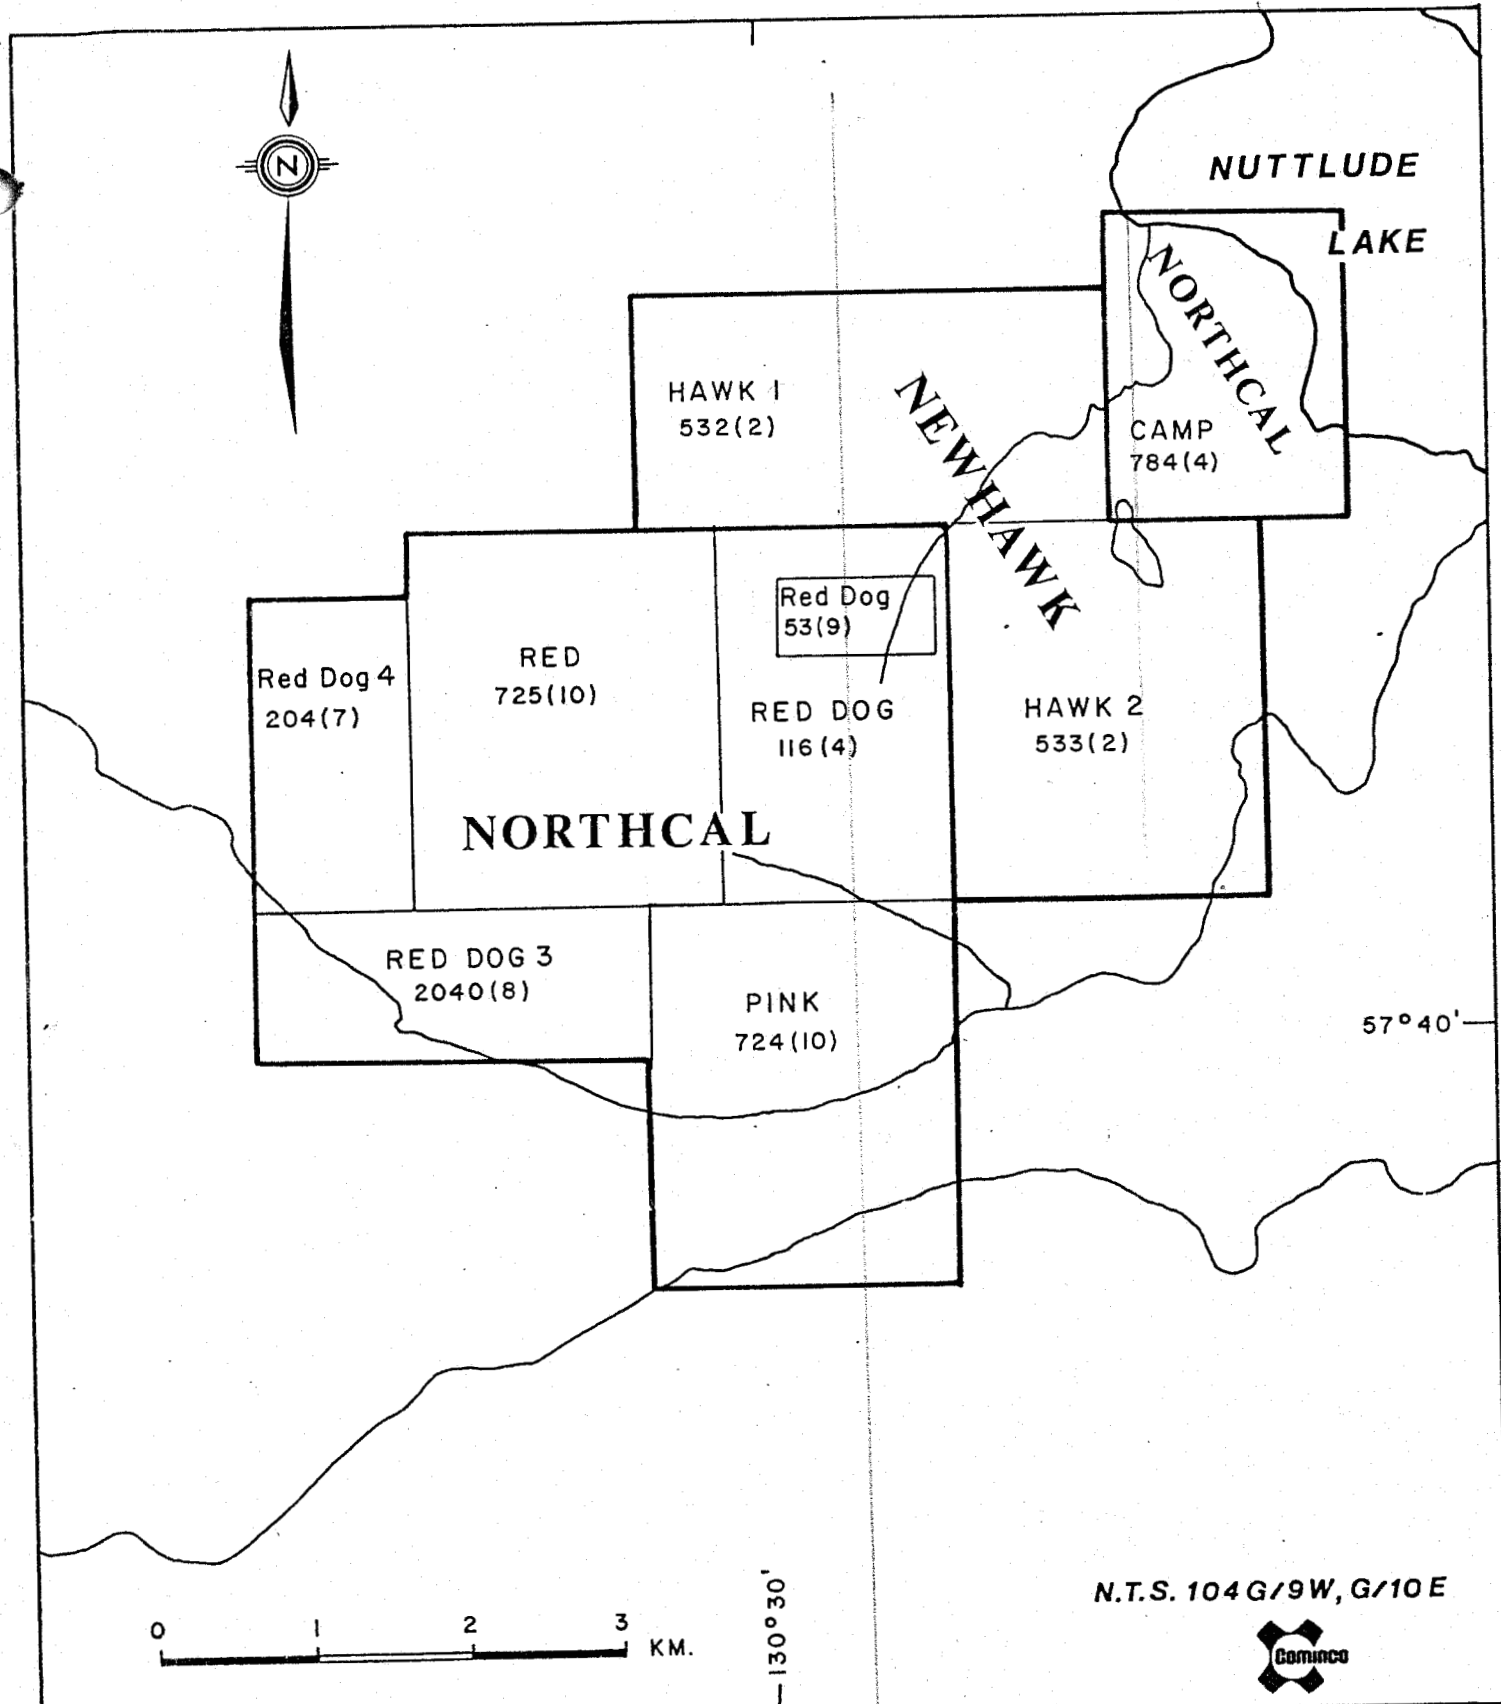 N
NUTTLUDE
LAKE
NORTHCAL
HAWK 1
532(2)
NEWHAWK
CAMP
784(4)
Red Dog
53(9)
Red Dog 4
204(7)
RED
725(10)
RED DOG
116(4)
HAWK 2
533(2)
NORTHCAL
RED DOG 3
2040(8)
PINK
724(10)
57°40'
130°30'
N.T.S. 104 G/9W, G/10 E
0 1 2 3 KM.
Cominco